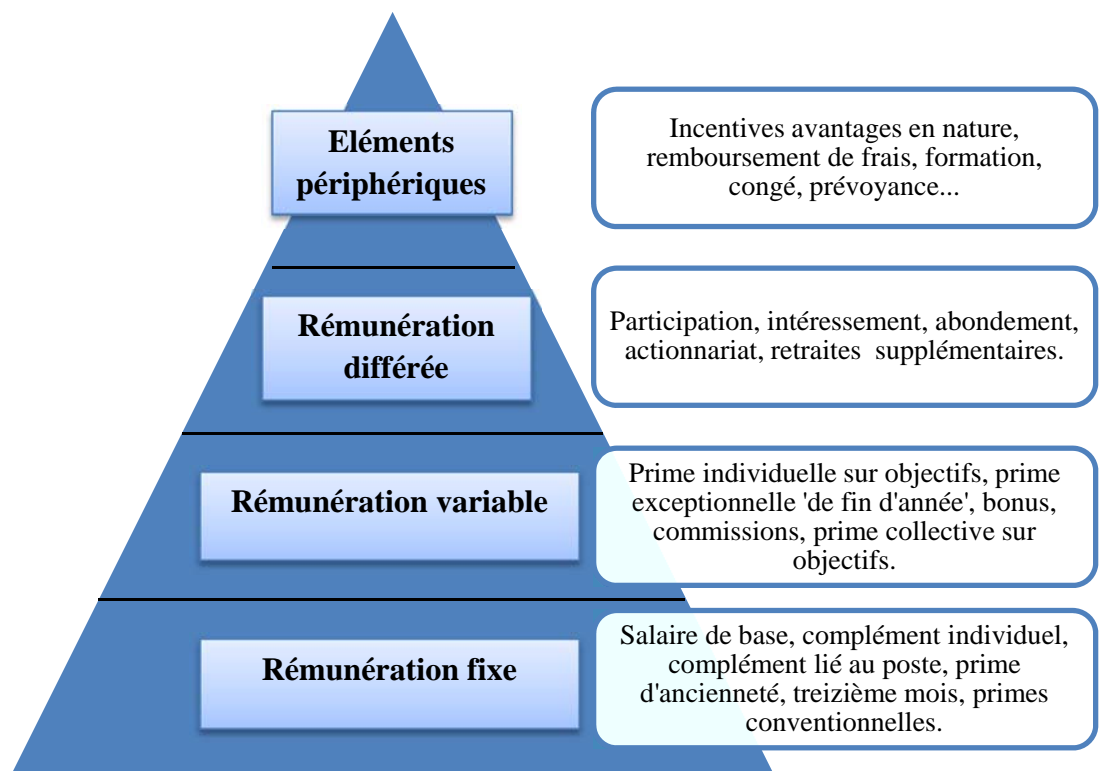 Eléments
périphériques
Incentives avantages en nature,
remboursement de frais, formation,
congé, prévoyance...
Rémunération
différée
Participation, intéressement, abondement,
actionnariat, retraites  supplémentaires.
Rémunération variable
Prime individuelle sur objectifs, prime
exceptionnelle 'de fin d'année', bonus,
commissions, prime collective sur
objectifs.
Rémunération fixe
Salaire de base, complément individuel,
complément lié au poste, prime
d'ancienneté, treizième mois, primes
conventionnelles.